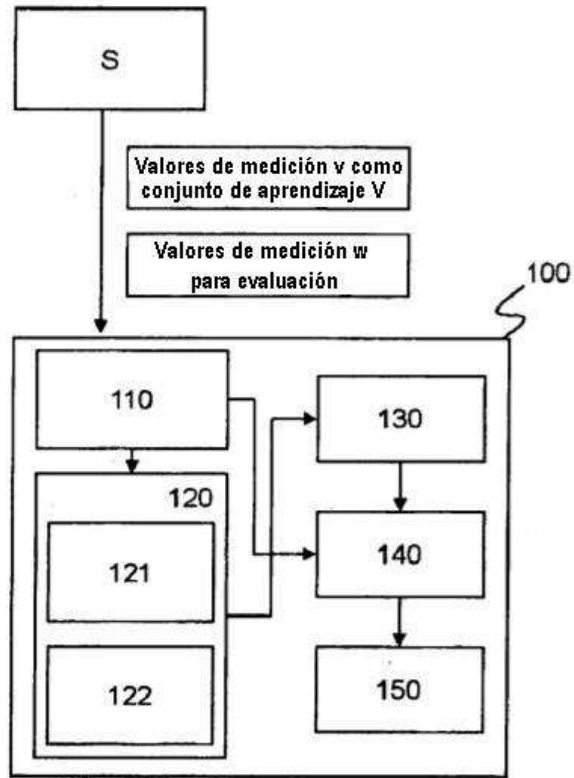 S
Valores de medición v como
conjunto de aprendizaje V
Valores de medición w
para evaluación
100
110
130
120
121
140
122
150